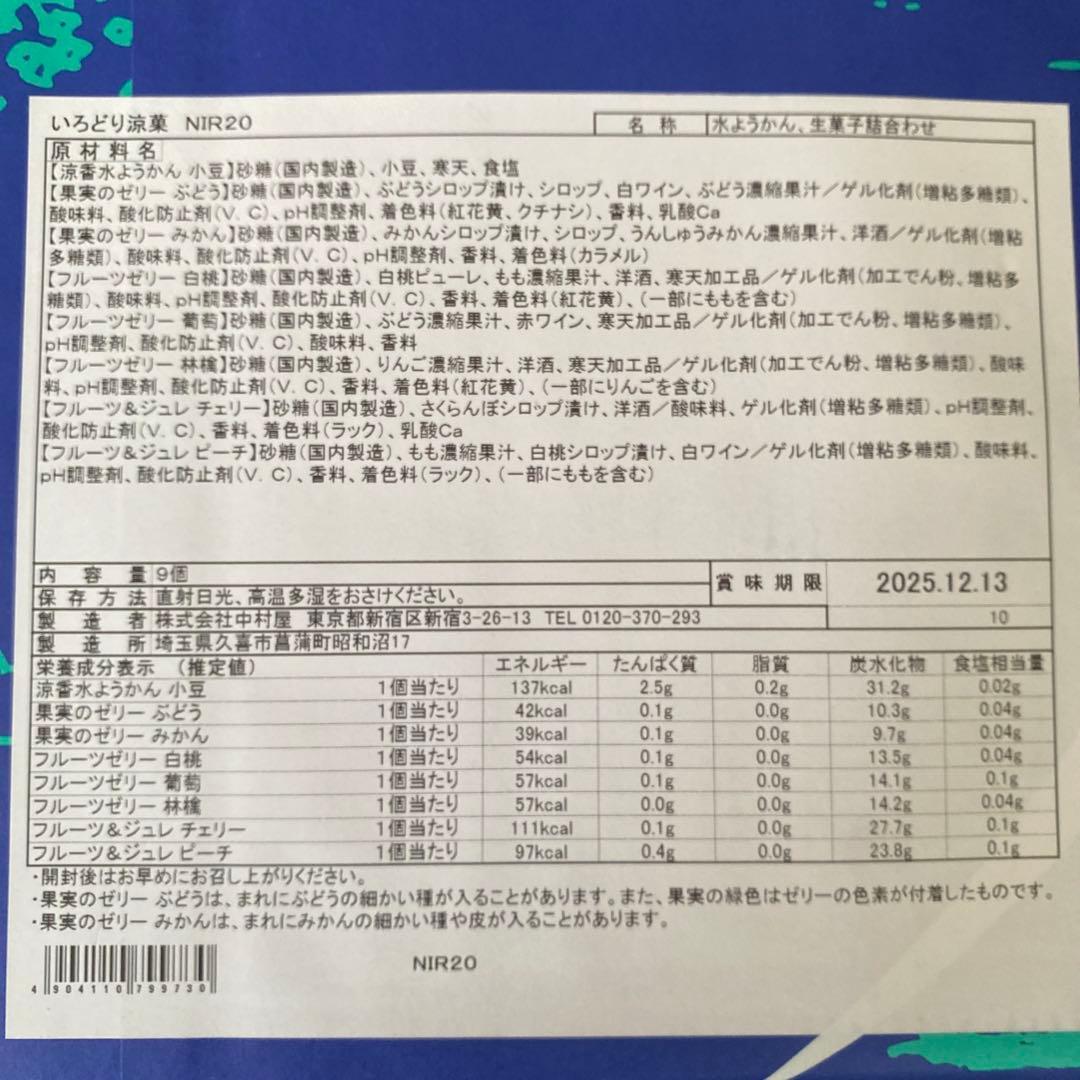 いろどり涼菓 NIR20
名称 水ようかん、生菓子詰合わせ
原材料名
【涼香水ようかん 小豆】砂糖(国内製造)、小豆、寒天、食塩
【果実のゼリー ぶどう】砂糖(国内製造)、ぶどうシロップ漬け、シロップ、白ワイン、ぶどう濃縮果汁/ゲル化剤(増粘多糖類)、
酸味料、酸化防止剤(V. C)、pH調整剤、着色料(紅花黄、クチナシ)、香料、乳酸Ca
【果実のゼリー みかん】砂糖(国内製造)、みかんシロップ漬け、シロップ、うんしゅうみかん濃縮果汁、洋酒/ゲル化剤(増粘
多糖類)、酸味料、酸化防止剤(V. C)、pH調整剤、香料、着色料(カラメル)
【フルーツゼリー 白桃】砂糖(国内製造)、白桃ピューレ、もも濃縮果汁、洋酒、寒天加工品/ゲル化剤(加工でん粉、増粘多
糖類)、酸味料、pH調整剤、酸化防止剤(V. C)、香料、着色料(紅花黄)、(一部にももを含む)
【フルーツゼリー 葡萄】砂糖(国内製造)、ぶどう濃縮果汁、赤ワイン、寒天加工品/ゲル化剤(加工でん粉、増粘多糖類)、
pH調整剤、酸化防止剤(V. C)、酸味料、香料
【フルーツゼリー 林檎】砂糖(国内製造)、りんご濃縮果汁、洋酒、寒天加工品/ゲル化剤(加工でん粉、増粘多糖類)、酸味
料、pH調整剤、酸化防止剤(V. C)、香料、着色料(紅花黄)、(一部にりんごを含む)
【フルーツ&ジュレ チェリー】砂糖(国内製造)、さくらんぼシロップ漬け、洋酒/酸味料、ゲル化剤(増粘多糖類)、pH調整剤、
酸化防止剤(V. C)、香料、着色料(ラック)、乳酸Ca
【フルーツ&ジュレ ピーチ】砂糖(国内製造)、もも濃縮果汁、白桃シロップ漬け、白ワイン/ゲル化剤(増粘多糖類)、酸味料、
pH調整剤、酸化防止剤(V. C)、香料、着色料(ラック)、(一部にももを含む)
内容量 9個
賞味期限 2025.12.13
保存方法 直射日光、高温多湿をおさけください。
製造者 株式会社中村屋 東京都新宿区新宿3-26-13 TEL 0120-370-293 10
製造所 埼玉県久喜市菖蒲町昭和沼17
栄養成分表示 (推定値) エネルギー たんぱく質 脂質 炭水化物 食塩相当量
涼香水ようかん 小豆 1個当たり 137kcal 2.5g 0.2g 31.2g 0.02g
果実のゼリー ぶどう 1個当たり 42kcal 0.1g 0.0g 10.3g 0.04g
果実のゼリー みかん 1個当たり 39kcal 0.1g 0.0g 9.7g 0.04g
フルーツゼリー 白桃 1個当たり 54kcal 0.1g 0.0g 13.5g 0.04g
フルーツゼリー 葡萄 1個当たり 57kcal 0.1g 0.0g 14.1g 0.1g
フルーツゼリー 林檎 1個当たり 57kcal 0.0g 0.0g 14.2g 0.04g
フルーツ&ジュレ チェリー 1個当たり 111kcal 0.1g 0.0g 27.7g 0.1g
フルーツ&ジュレ ピーチ 1個当たり 97kcal 0.4g 0.0g 23.8g 0.1g
・開封後はお早めにお召し上がりください。
・果実のゼリー ぶどうは、まれにぶどうの細かい種が入ることがあります。また、果実の緑色はゼリーの色素が付着したものです。
・果実のゼリー みかんは、まれにみかんの細かい種や皮が入ることがあります。
NIR20
4904110799730